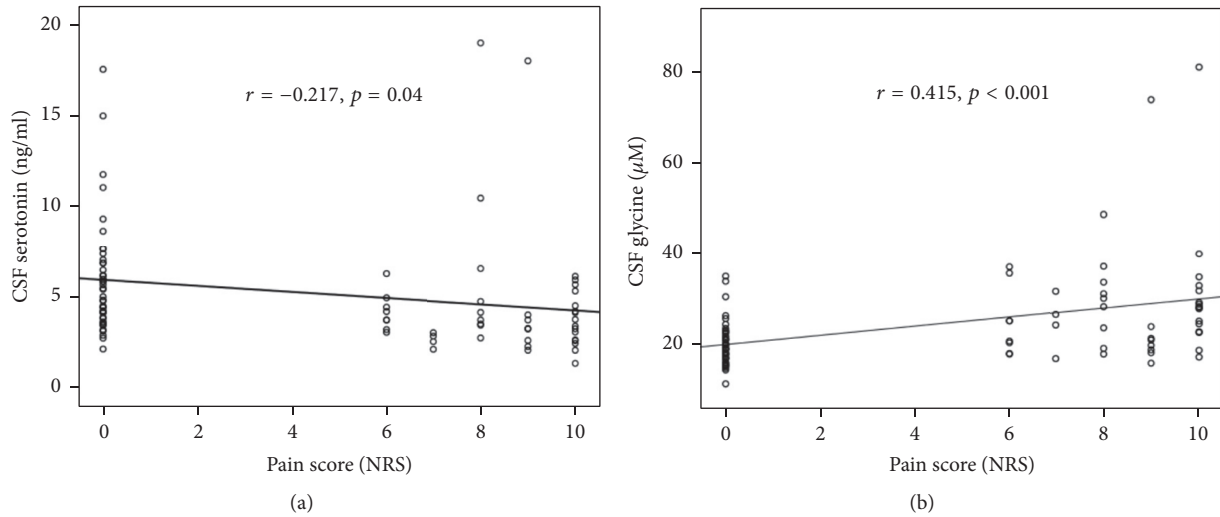 20
15
10
5
0
CSF serotonin (ng/ml)
r = −0.217, p = 0.04
0 2 4 6 8 10
Pain score (NRS)
(a)
80
60
40
20
CSF glycine (μM)
r = 0.415, p < 0.001
0 2 4 6 8 10
Pain score (NRS)
(b)